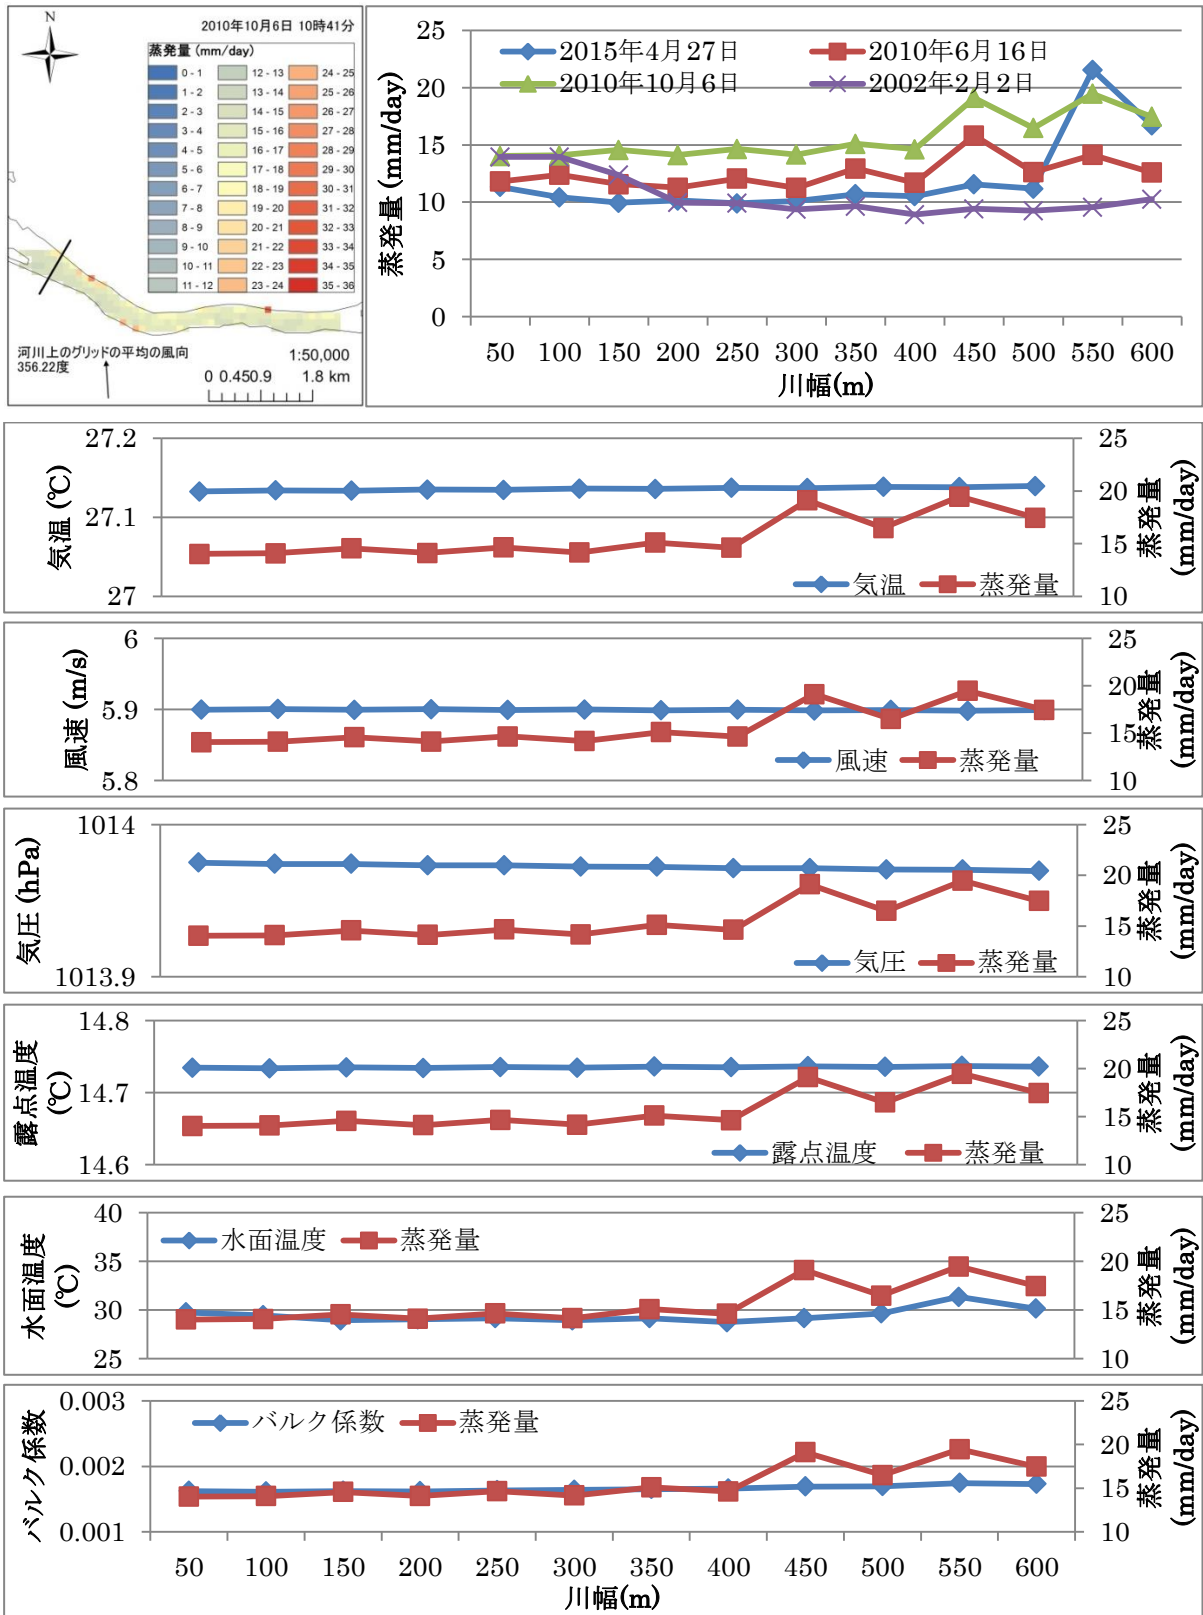 N
2010年10月6日 10時41分
蒸発量 (mm/day)
0 - 1 12 - 13 24 - 25
1 - 2 13 - 14 25 - 26
2 - 3 14 - 15 26 - 27
3 - 4 15 - 16 27 - 28
4 - 5 16 - 17 28 - 29
5 - 6 17 - 18 29 - 30
6 - 7 18 - 19 30 - 31
7 - 8 19 - 20 31 - 32
8 - 9 20 - 21 32 - 33
9 - 10 21 - 22 33 - 34
10 - 11 22 - 23 34 - 35
11 - 12 23 - 24 35 - 36
河川上のグリッドの平均の風向
356.22度
1:50,000
0 0.450.9 1.8 km
蒸発量 (mm/day)
25
20
15
10
5
0
2015年4月27日 2010年6月16日
2010年10月6日 2002年2月2日
50 100 150 200 250 300 350 400 450 500 550 600
川幅(m)
気温 (℃)
27.2
27.1
27
気温 蒸発量
25
20
15
10
蒸発量
(mm/day)
風速 (m/s)
6
5.9
5.8
風速 蒸発量
25
20
15
10
蒸発量
(mm/day)
気圧 (hPa)
1014
1013.9
気圧 蒸発量
25
20
15
10
蒸発量
(mm/day)
露点温度
(℃)
14.8
14.7
14.6
露点温度 蒸発量
25
20
15
10
蒸発量
(mm/day)
水面温度
(℃)
40
35
30
25
水面温度 蒸発量
25
20
15
10
蒸発量
(mm/day)
バルク係数
0.003
0.002
0.001
バルク係数 蒸発量
25
20
15
10
蒸発量
(mm/day)
50 100 150 200 250 300 350 400 450 500 550 600
川幅(m)